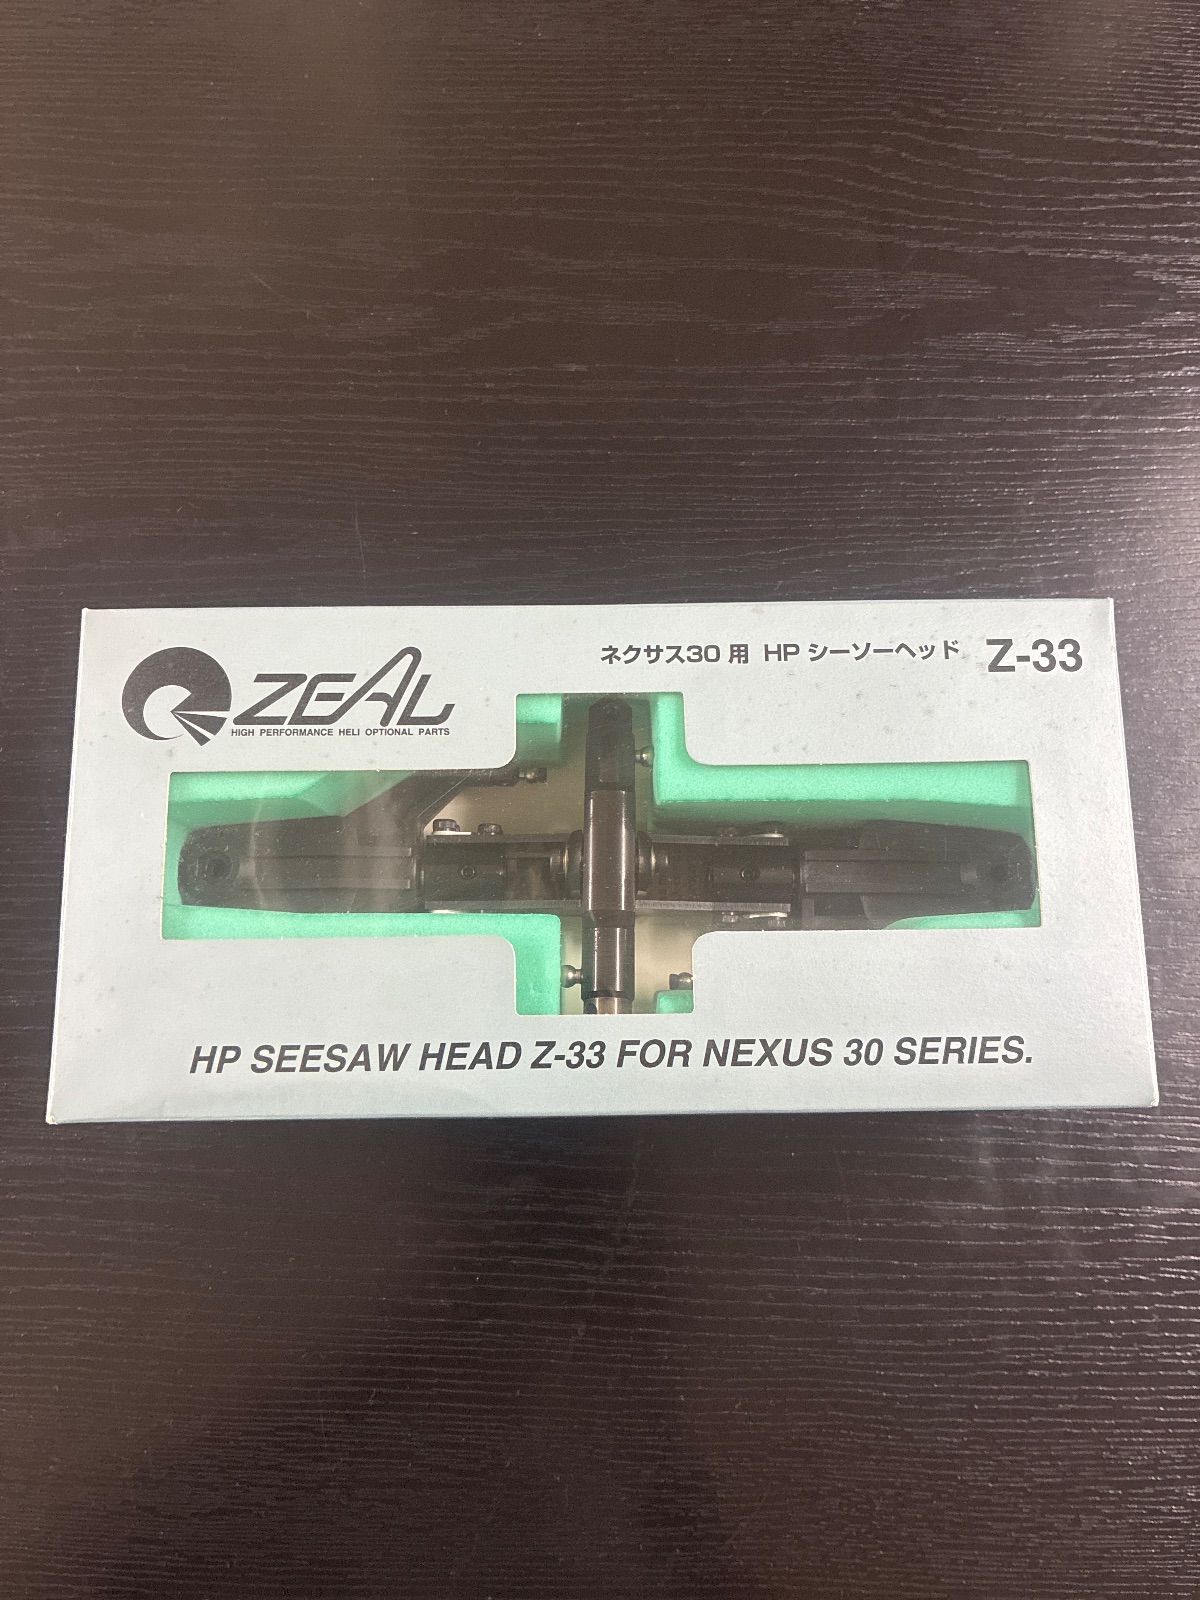 ZEAL
HIGH PERFORMANCE HELI OPTIONAL PARTS
ネクサス30 用 HP シーソーヘッド Z-33
HP SEESAW HEAD Z-33 FOR NEXUS 30 SERIES.